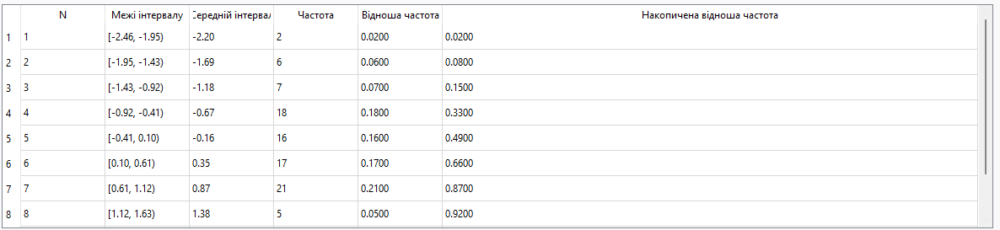 N Межі інтервалу Середній інтервал Частота Відноша частота Накопичена відноша частота
1 1 [-2.46, -1.95) -2.20 2 0.0200 0.0200
2 2 [-1.95, -1.43) -1.69 6 0.0600 0.0800
3 3 [-1.43, -0.92) -1.18 7 0.0700 0.1500
4 4 [-0.92, -0.41) -0.67 18 0.1800 0.3300
5 5 [-0.41, 0.10) -0.16 16 0.1600 0.4900
6 6 [0.10, 0.61) 0.35 17 0.1700 0.6600
7 7 [0.61, 1.12) 0.87 21 0.2100 0.8700
8 8 [1.12, 1.63) 1.38 5 0.0500 0.9200